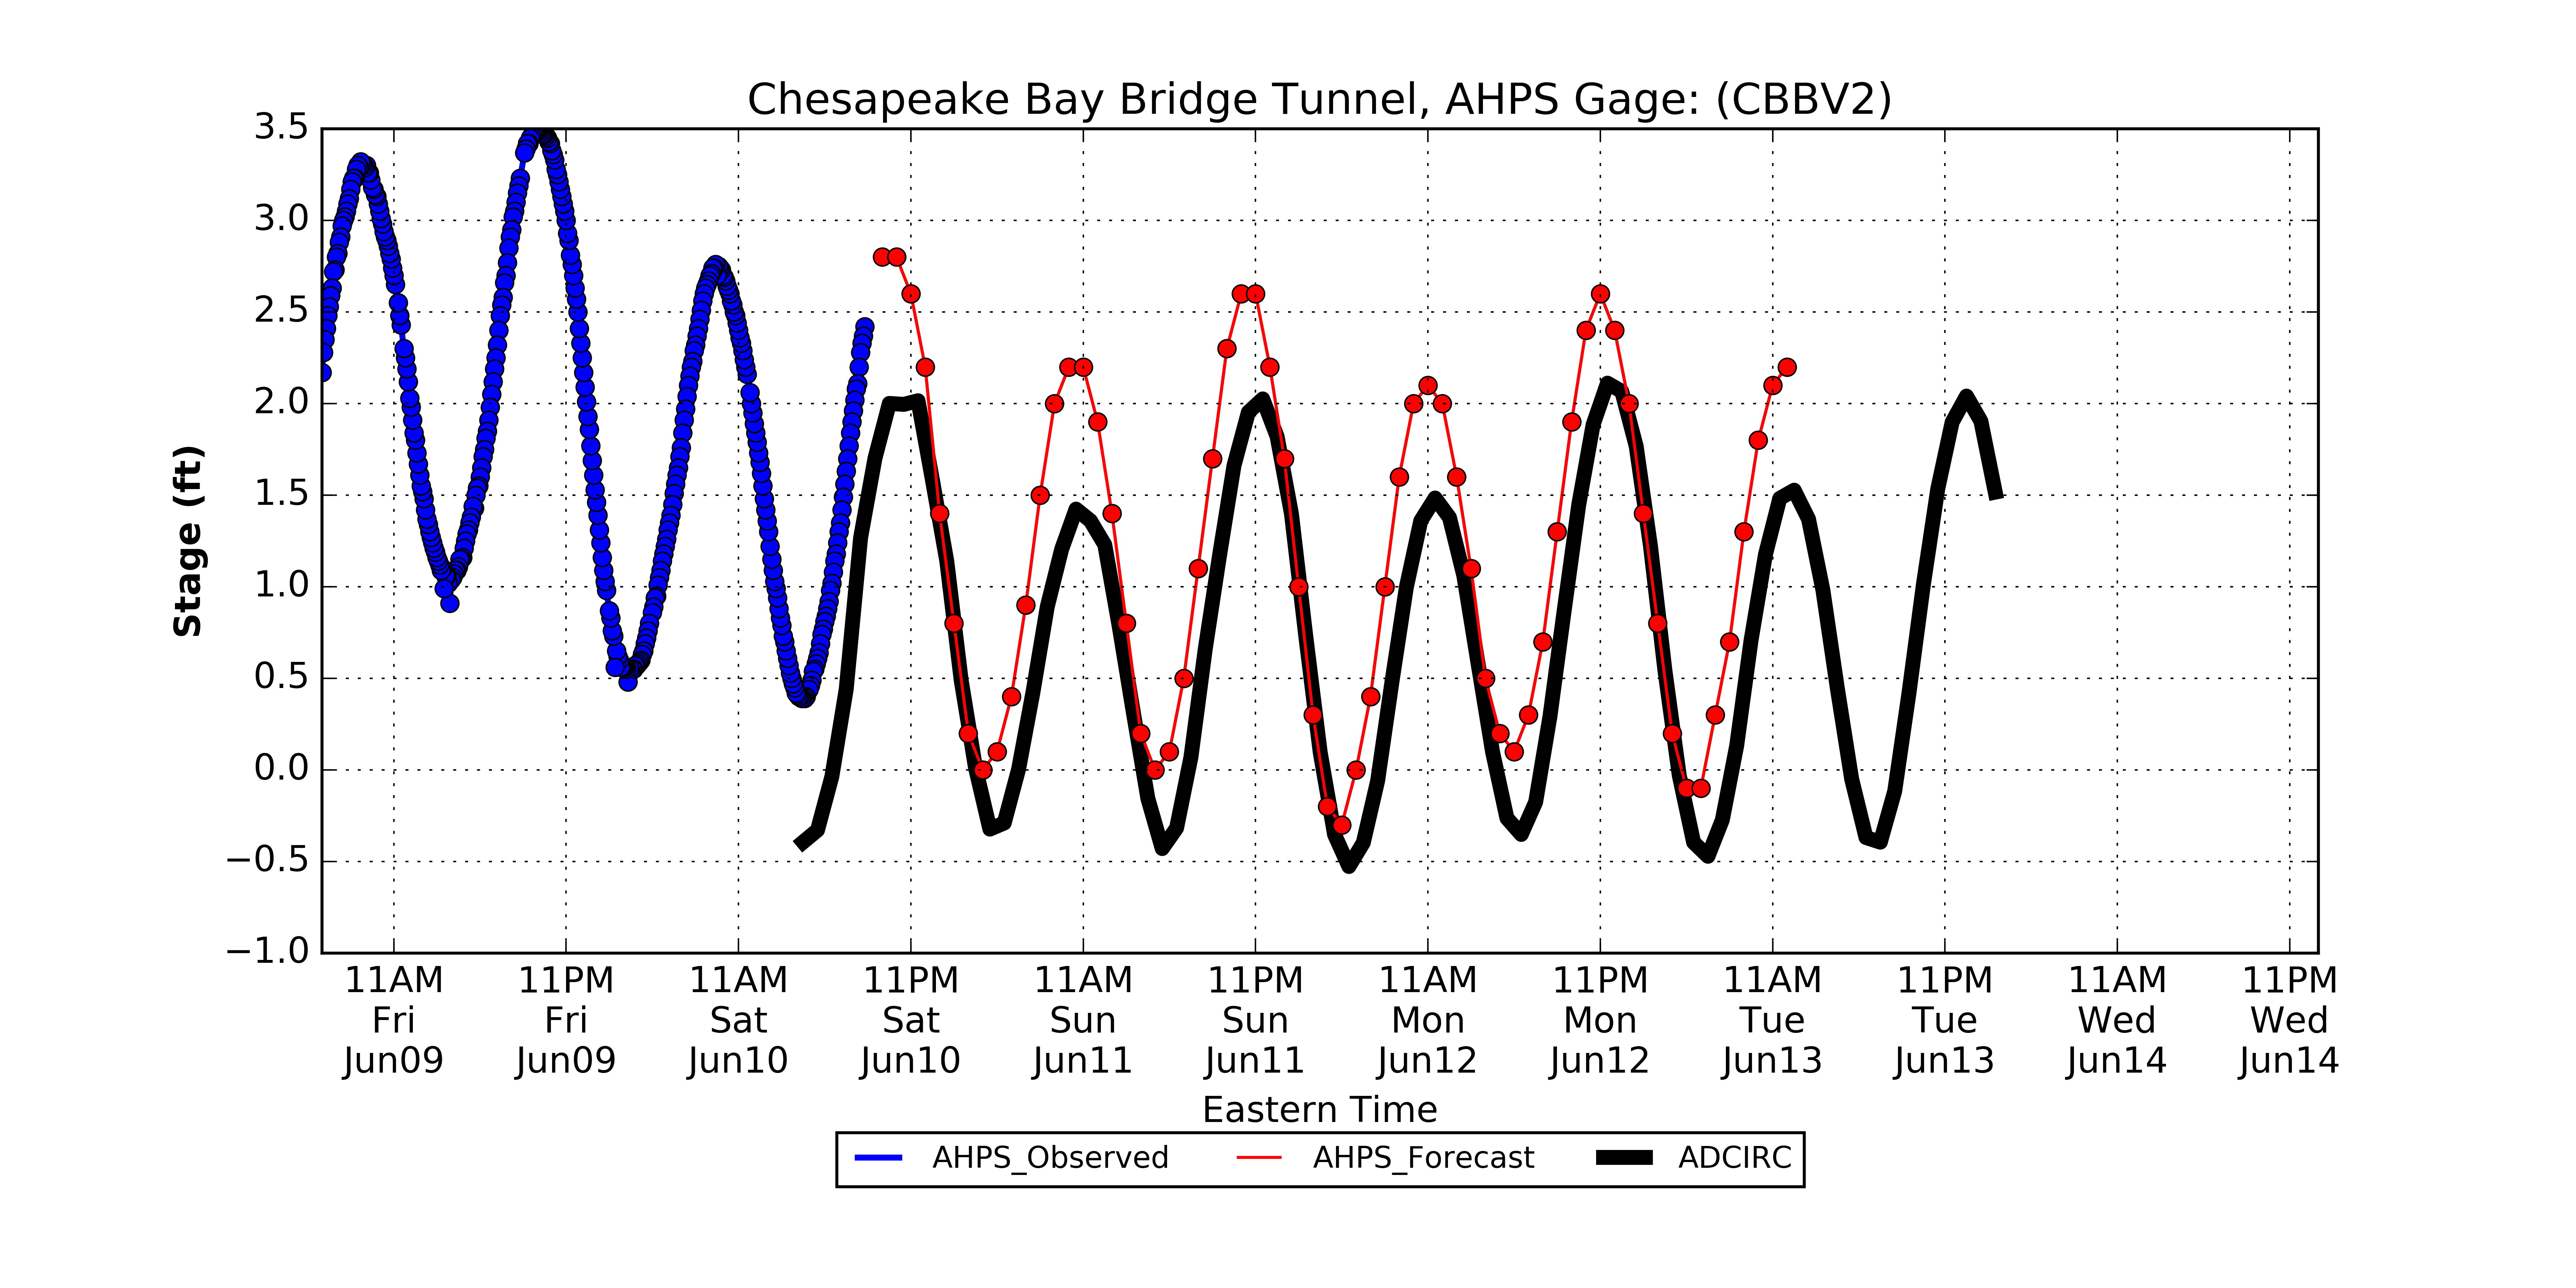 Chesapeake Bay Bridge Tunnel, AHPS Gage: (CBBV2)
3.5
3.0
2.5
2.0
1.5
1.0
0.5
0.0
−0.5
−1.0
Stage (ft)
11AM 11PM 11AM 11PM 11AM 11PM 11AM 11PM 11AM 11PM 11AM 11PM
Fri Fri Sat Sat Sun Sun Mon Mon Tue Tue Wed Wed
Jun09 Jun09 Jun10 Jun10 Jun11 Jun11 Jun12 Jun12 Jun13 Jun13 Jun14 Jun14
Eastern Time
AHPS_Observed AHPS_Forecast ADCIRC